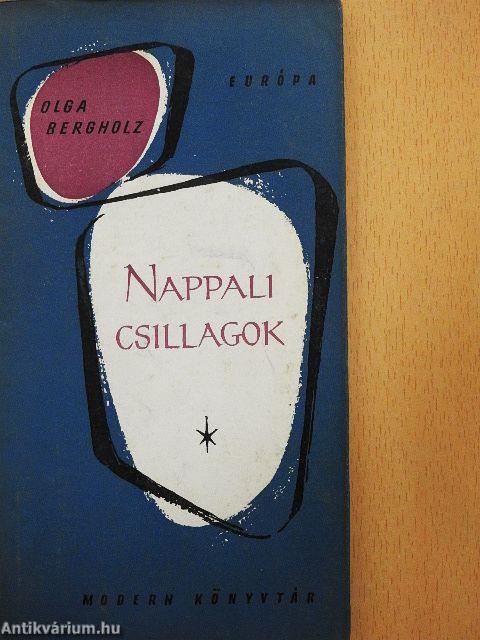 EURÓPA
OLGA
BERGHOLZ
NAPPALI
CSILLAGOK
MODERN KÖNYVTÁR
Antikvárium.hu